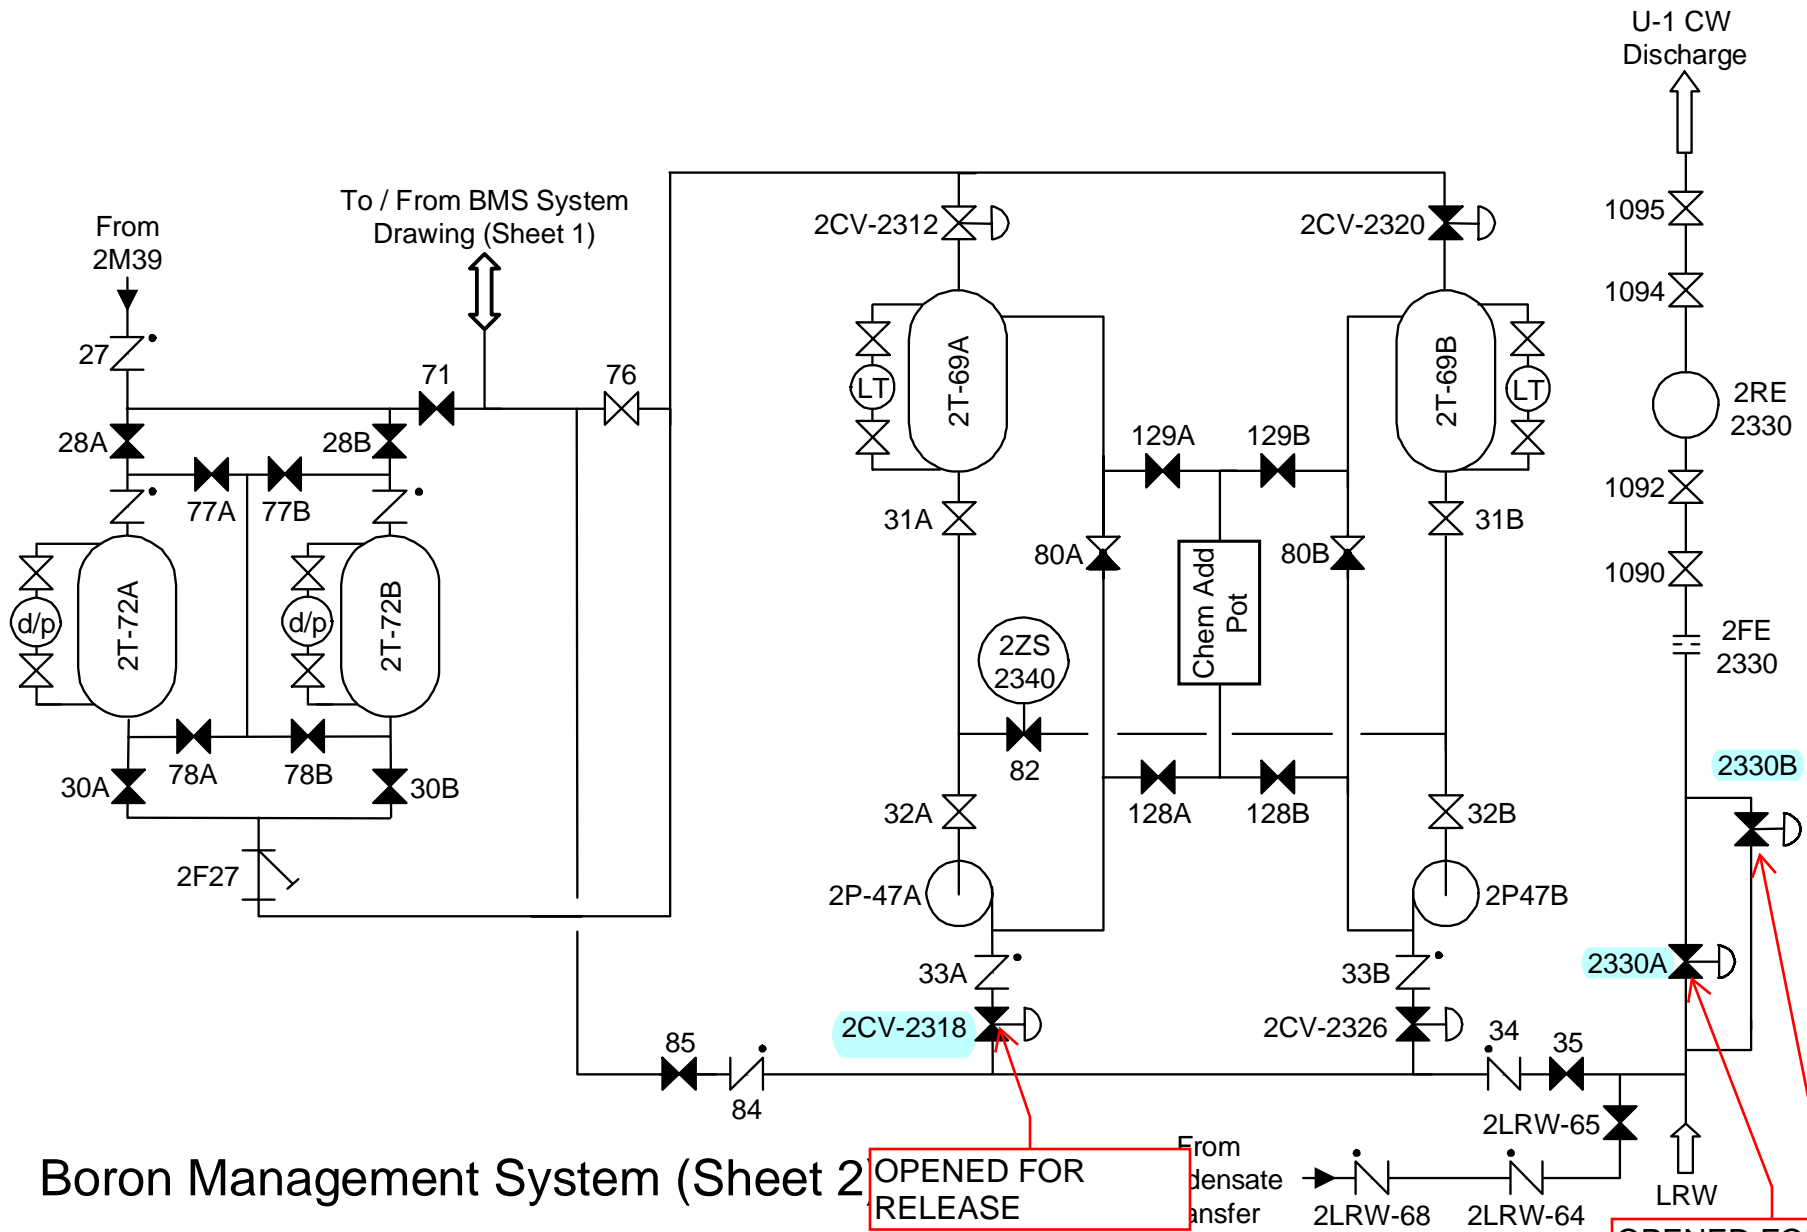 U-1 CW
Discharge
To / From BMS System
Drawing (Sheet 1)
From
2M39
2CV-2312
2CV-2320
1095
1094
27
71
76
2T-69A
LT
2T-69B
LT
2RE
2330
28A
28B
129A
129B
77A
77B
31A
31B
1092
80A
80B
1090
Chem Add
Pot
d/p
2T-72A
d/p
2T-72B
2ZS
2340
2FE
2330
78A
78B
82
2330B
30A
30B
32A
128A
128B
32B
2F27
2P-47A
2P47B
33A
33B
2330A
2CV-2318
2CV-2326
34
35
85
84
2LRW-65
Boron Management System (Sheet 2
OPENED FOR
RELEASE
From
densate
ansfer
2LRW-68
2LRW-64
LRW